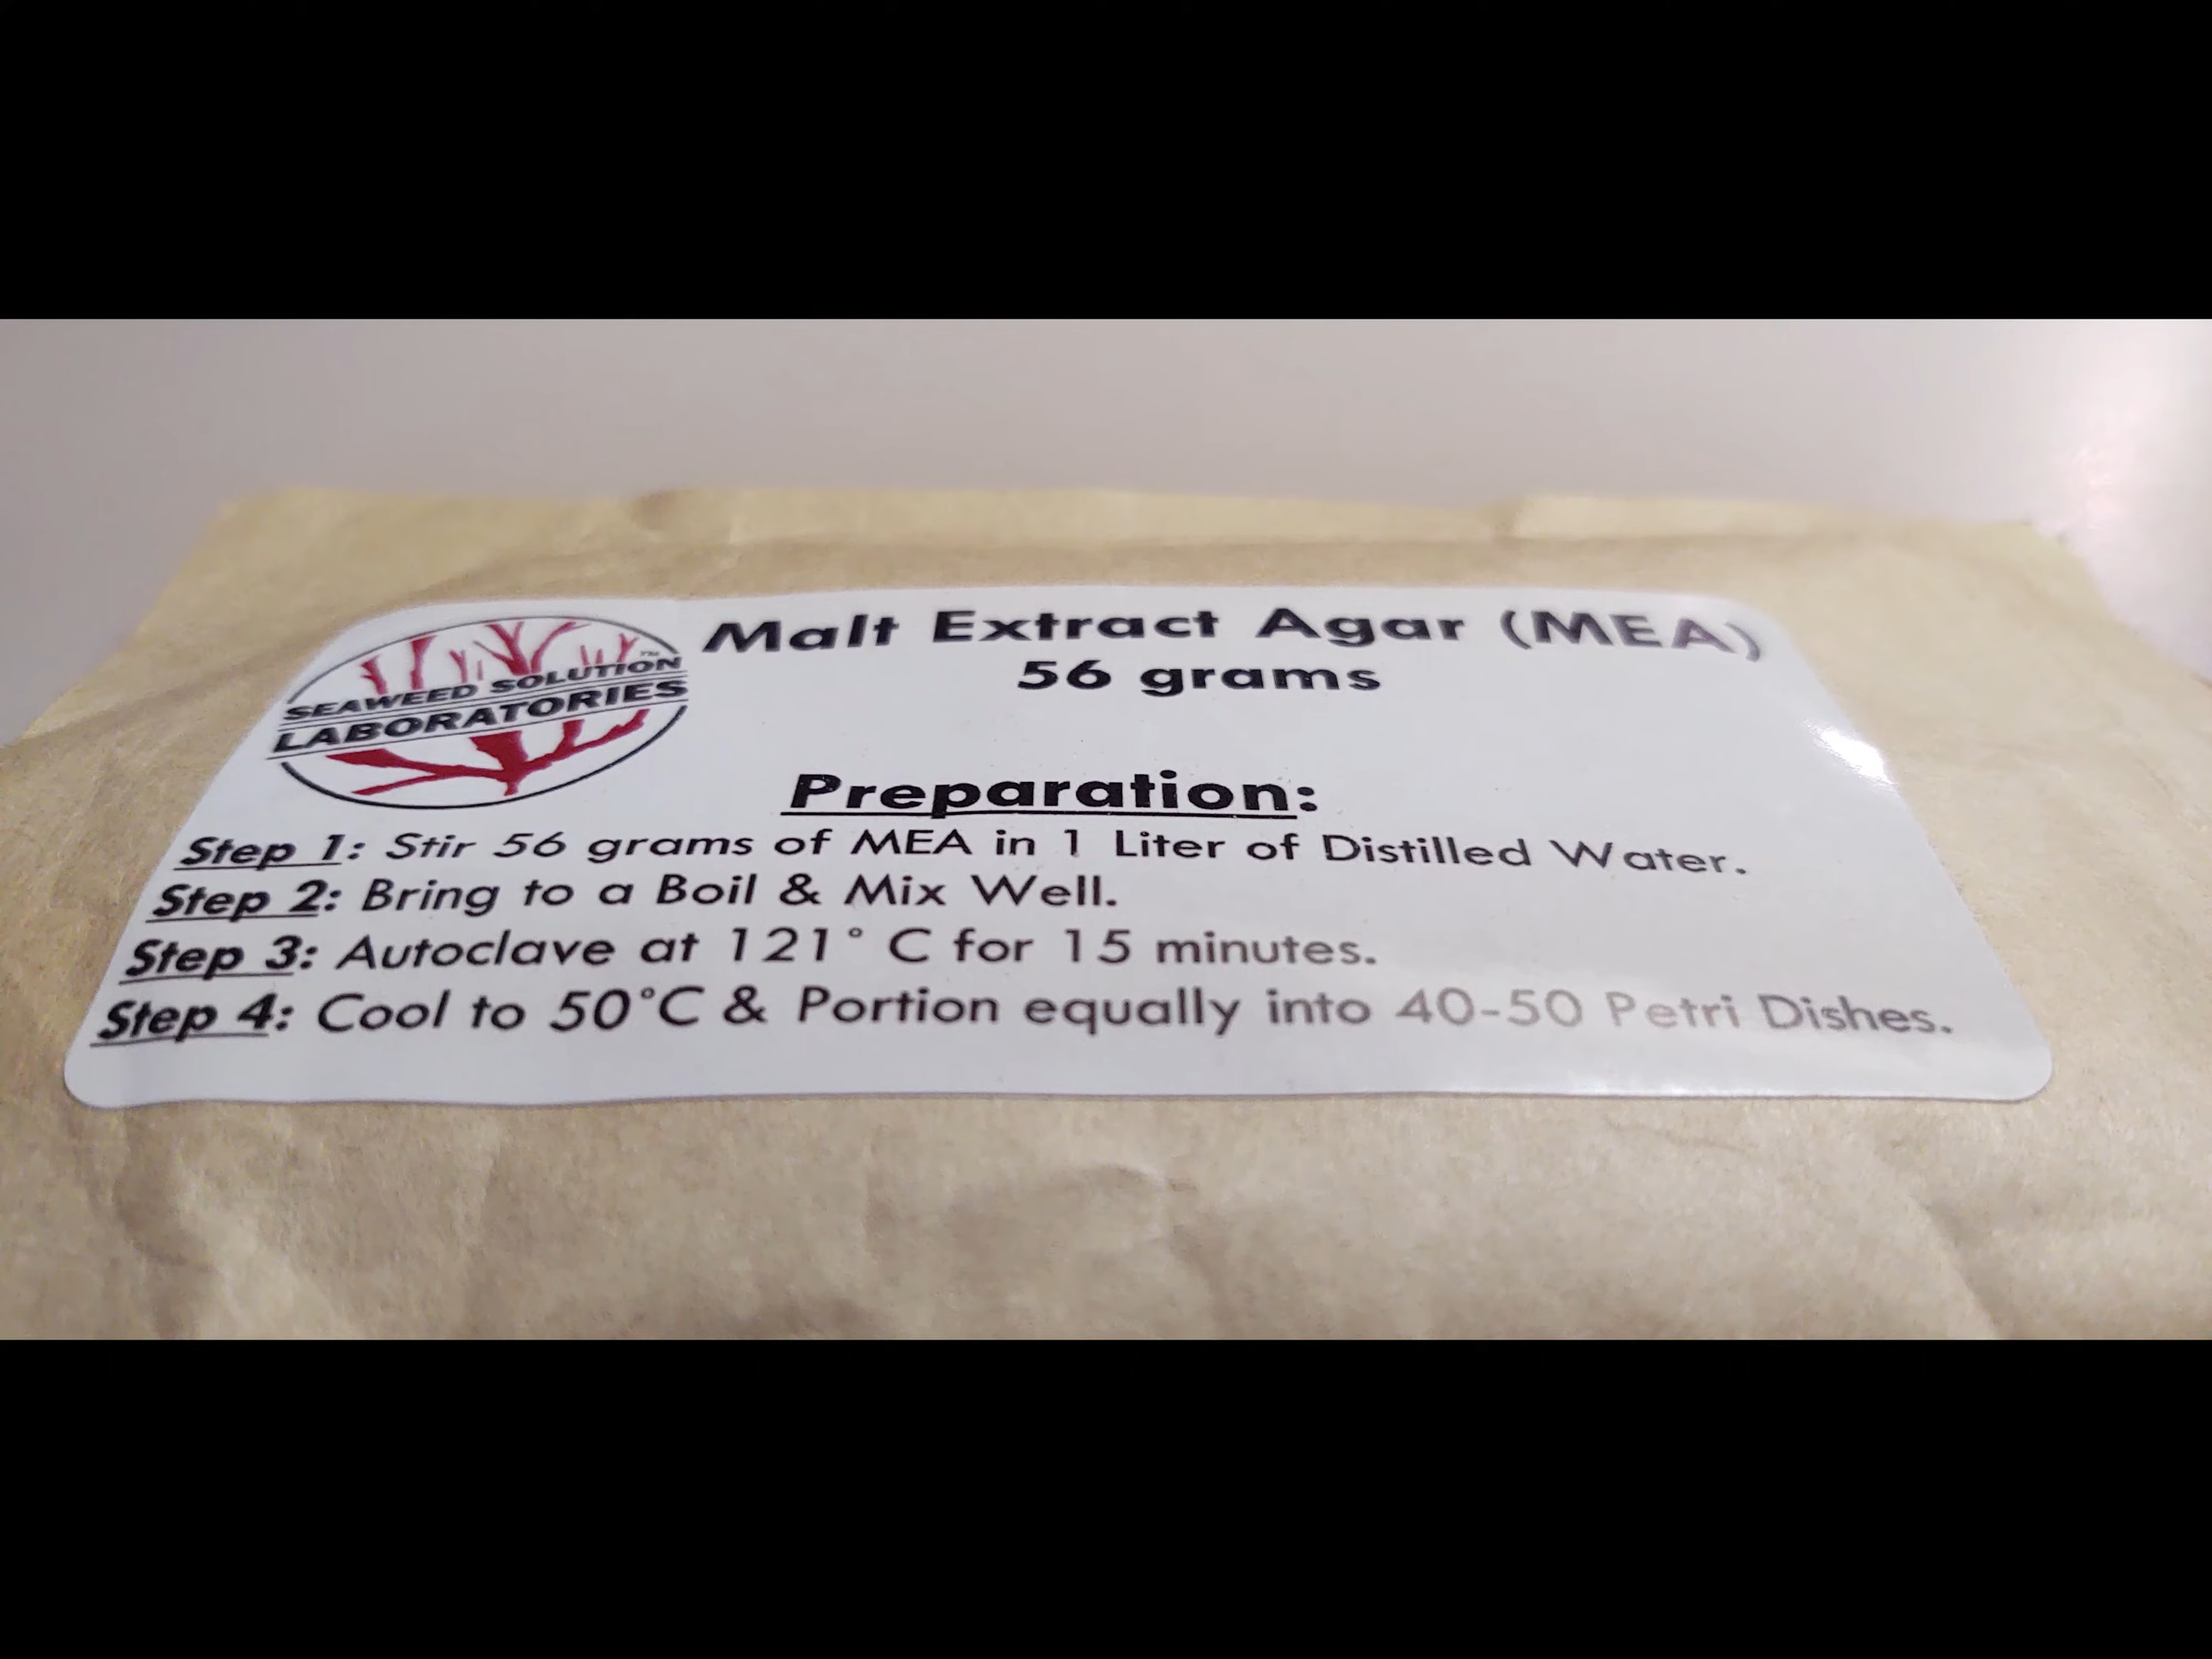 SEAWEED SOLUTION™
LABORATORIES
Malt Extract Agar (MEA)
56 grams
Preparation:
Step 1: Stir 56 grams of MEA in 1 Liter of Distilled Water.
Step 2: Bring to a Boil & Mix Well.
Step 3: Autoclave at 121° C for 15 minutes.
Step 4: Cool to 50°C & Portion equally into 40-50 Petri Dishes.